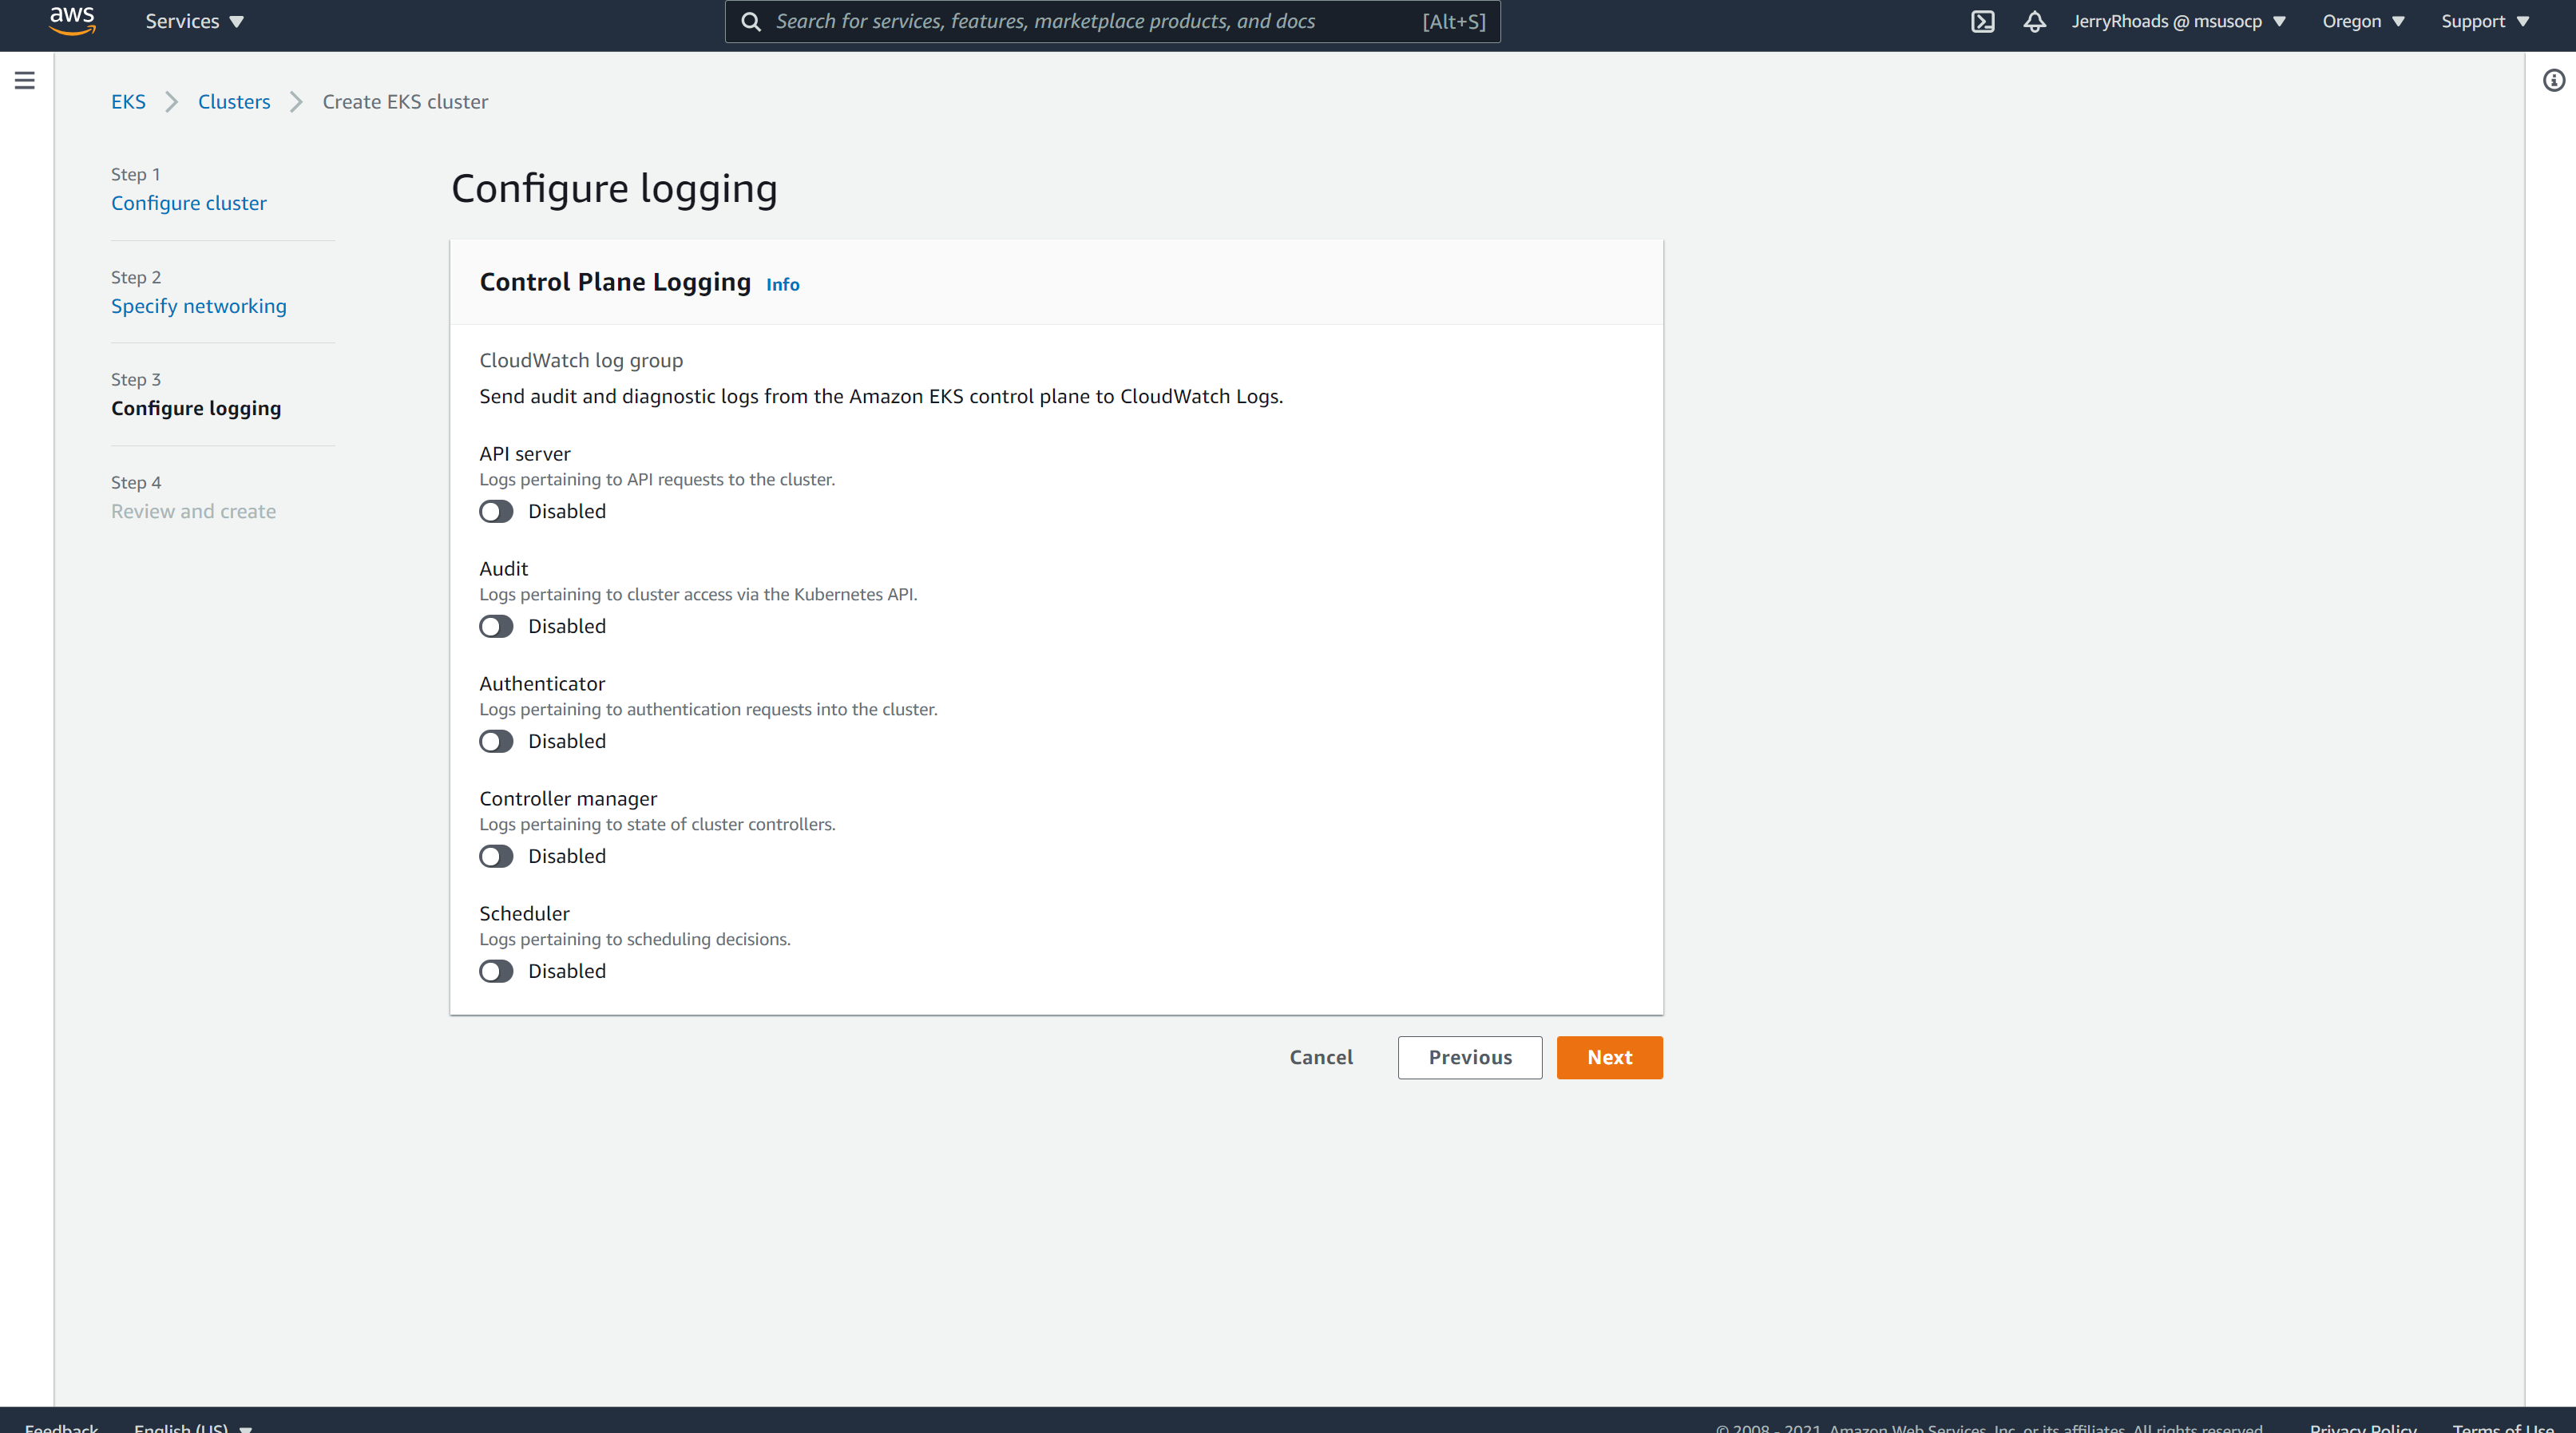 aws
Services
Search for services, features, marketplace products, and docs [Alt+S]
JerryRhoads @ msusocp
Oregon
Support
EKS
Clusters
Create EKS cluster
Step 1
Configure cluster
Step 2
Specify networking
Step 3
Configure logging
Step 4
Review and create
Configure logging
Control Plane Logging Info
CloudWatch log group
Send audit and diagnostic logs from the Amazon EKS control plane to CloudWatch Logs.
API server
Logs pertaining to API requests to the cluster.
Disabled
Audit
Logs pertaining to cluster access via the Kubernetes API.
Disabled
Authenticator
Logs pertaining to authentication requests into the cluster.
Disabled
Controller manager
Logs pertaining to state of cluster controllers.
Disabled
Scheduler
Logs pertaining to scheduling decisions.
Disabled
Cancel
Previous
Next
Feedback
English (US)
© 2008 - 2021, Amazon Web Services, Inc. or its affiliates. All rights reserved.
Privacy Policy
Terms of Use